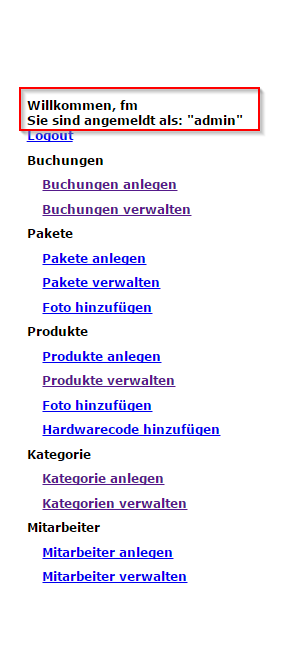 Willkommen, fm
Sie sind angemeldt als: "admin"
Logout
Buchungen
Buchungen anlegen
Buchungen verwalten
Pakete
Pakete anlegen
Pakete verwalten
Foto hinzufügen
Produkte
Produkte anlegen
Produkte verwalten
Foto hinzufügen
Hardwarecode hinzufügen
Kategorie
Kategorie anlegen
Kategorien verwalten
Mitarbeiter
Mitarbeiter anlegen
Mitarbeiter verwalten